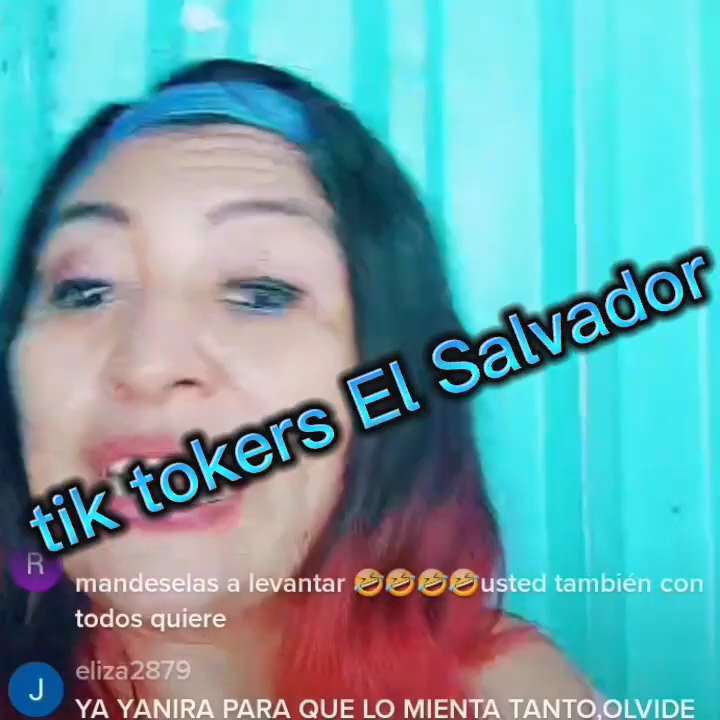 tik tokers El Salvador
R
mandeselas a levantar 🤣🤣🤣🤣usted también con
todos quiere
eliza2879
J
YA YANIRA PARA QUE LO MIENTA TANTO,OLVIDE